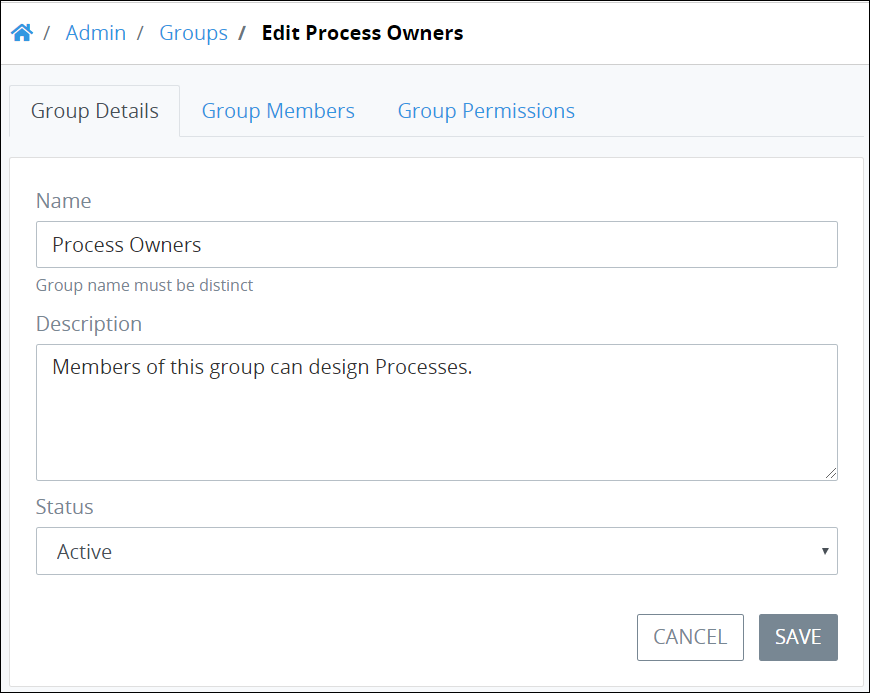 / Admin / Groups / Edit Process Owners
Group Details Group Members Group Permissions
Name
Process Owners
Group name must be distinct
Description
Members of this group can design Processes.
Status
Active
CANCEL SAVE